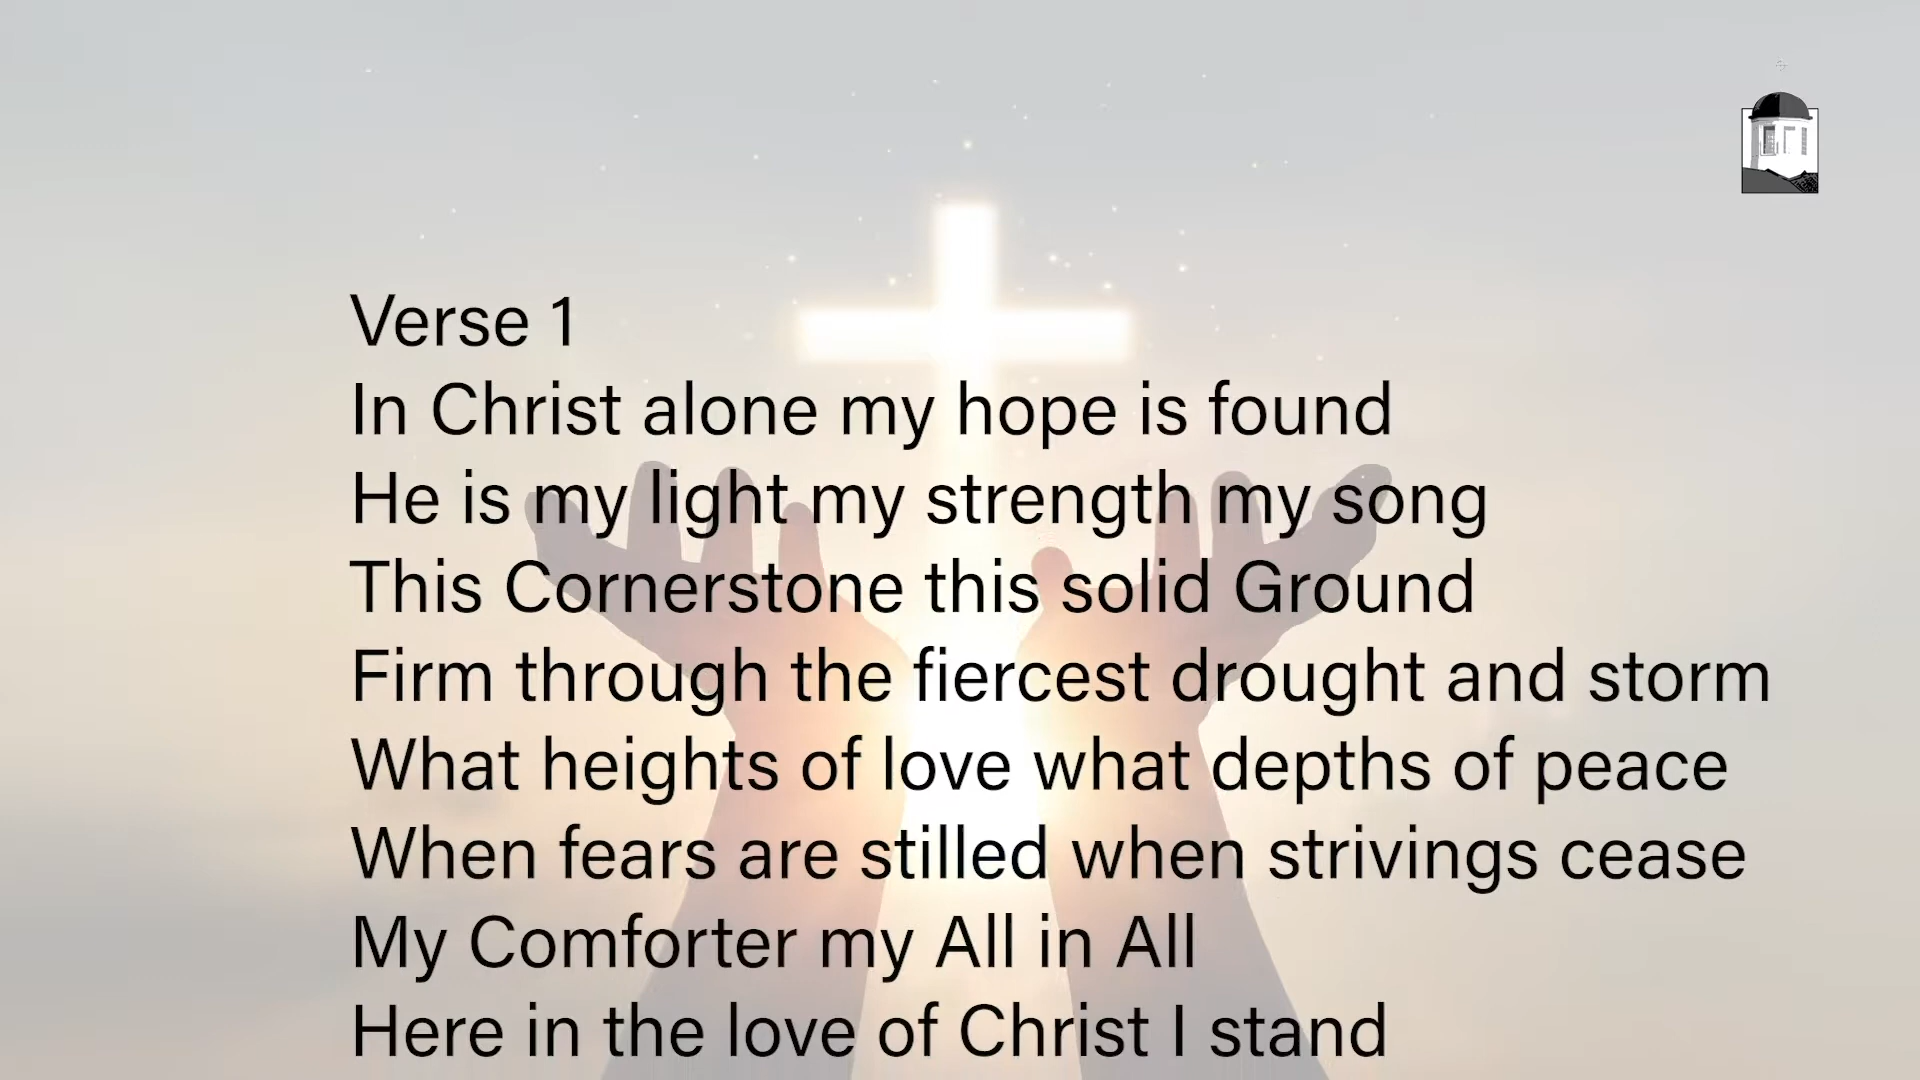 Verse 1
In Christ alone my hope is found
He is my light my strength my song
This Cornerstone this solid Ground
Firm through the fiercest drought and storm
What heights of love what depths of peace
When fears are stilled when strivings cease
My Comforter my All in All
Here in the love of Christ I stand